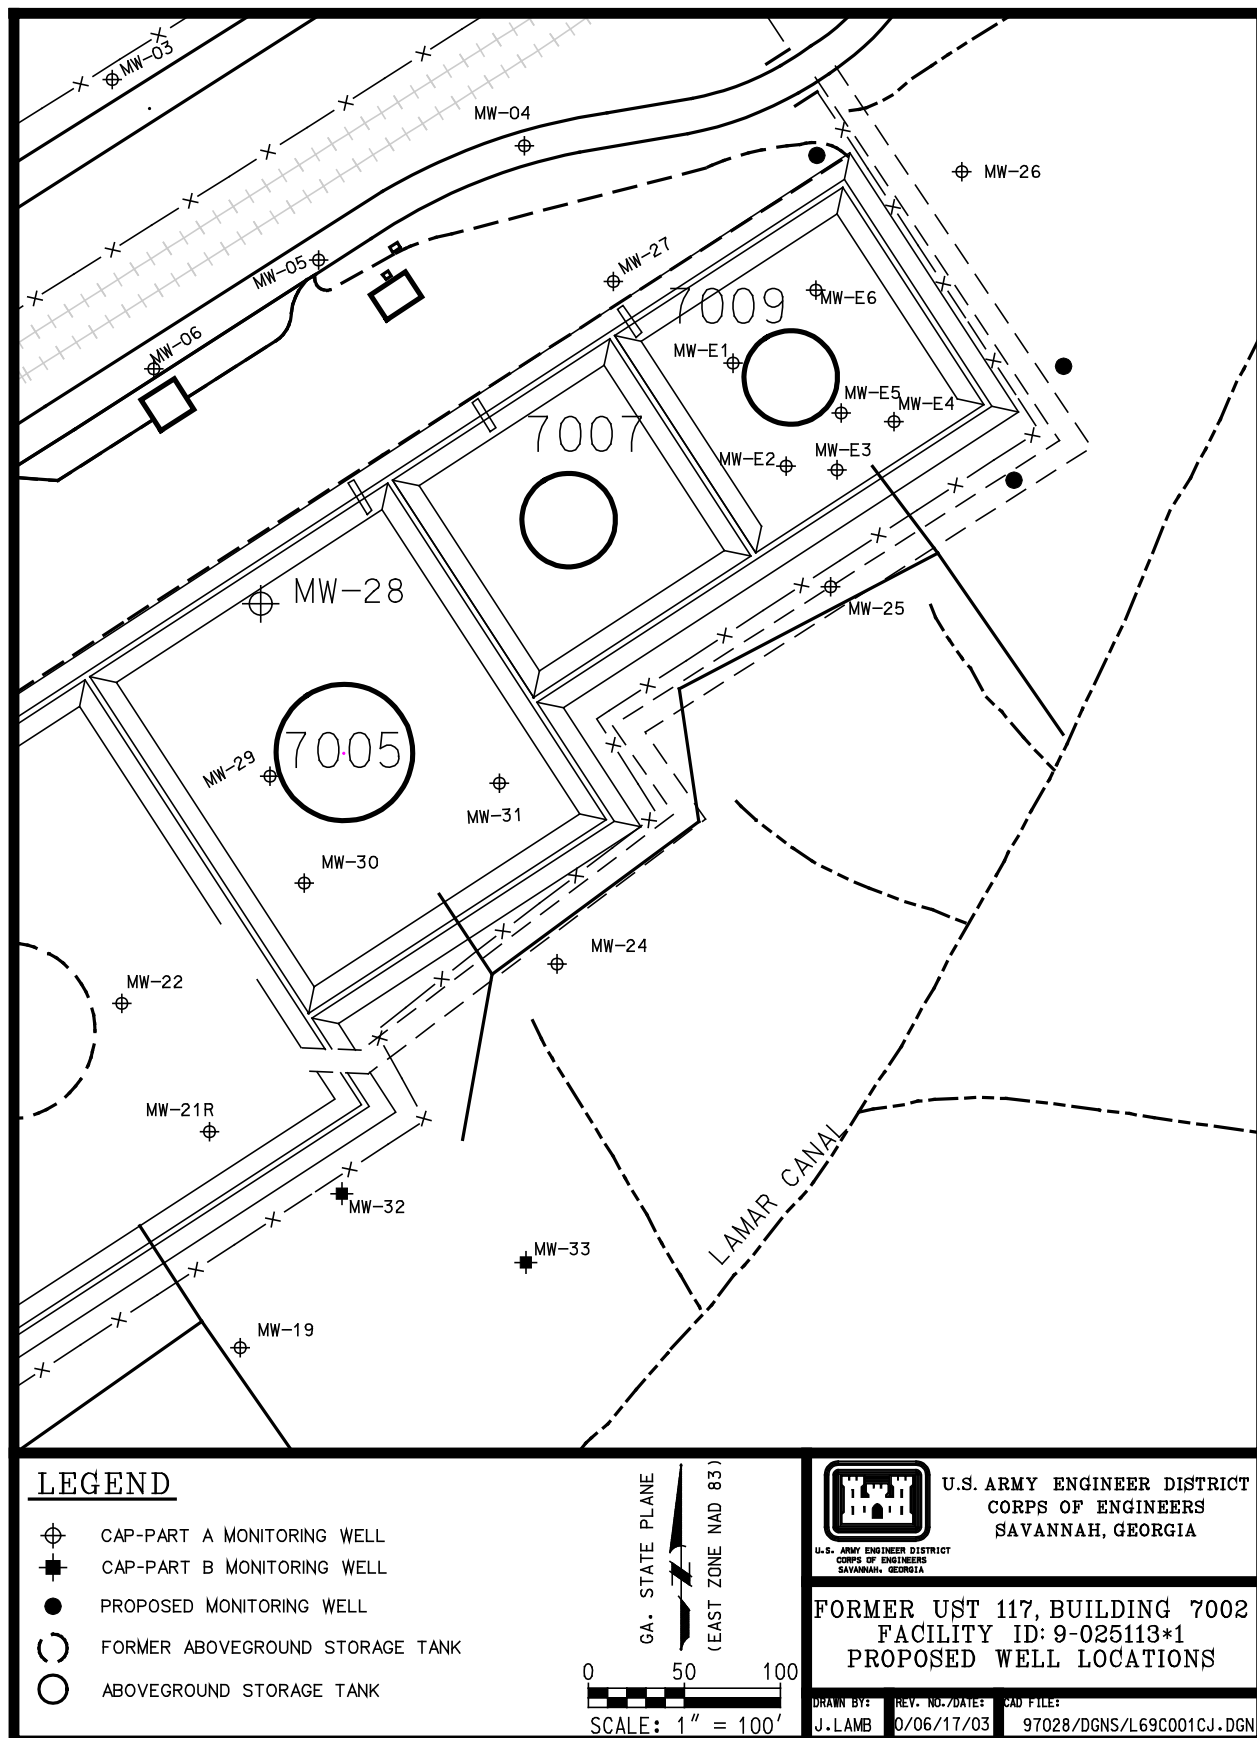 MW-03
MW-04
MW-26
MW-05
MW-27
MW-06
7009
MW-E6
MW-E1
MW-E5
MW-E4
7007
MW-E2
MW-E3
MW-28
MW-25
7005
MW-29
MW-31
MW-30
MW-24
MW-22
MW-21R
LAMAR CANAL
MW-32
MW-33
MW-19
LEGEND
CAP-PART A MONITORING WELL
CAP-PART B MONITORING WELL
PROPOSED MONITORING WELL
FORMER ABOVEGROUND STORAGE TANK
ABOVEGROUND STORAGE TANK
GA. STATE PLANE
(EAST ZONE NAD 83)
0 50 100
SCALE: 1" = 100'
U.S. ARMY ENGINEER DISTRICT
CORPS OF ENGINEERS
SAVANNAH, GEORGIA
U.S. ARMY ENGINEER DISTRICT
CORPS OF ENGINEERS
SAVANNAH, GEORGIA
FORMER UST 117, BUILDING 7002
FACILITY ID: 9-025113*1
PROPOSED WELL LOCATIONS
DRAWN BY:
J.LAMB
REV. NO./DATE:
0/06/17/03
CAD FILE:
97028/DGNS/L69C001CJ.DGN